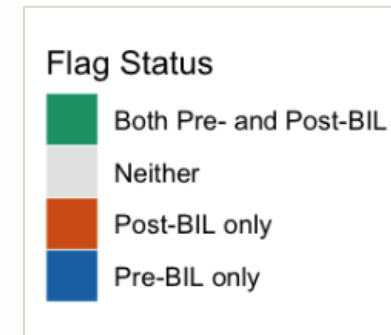 Flag Status
Both Pre- and Post-BIL
Neither
Post-BIL only
Pre-BIL only